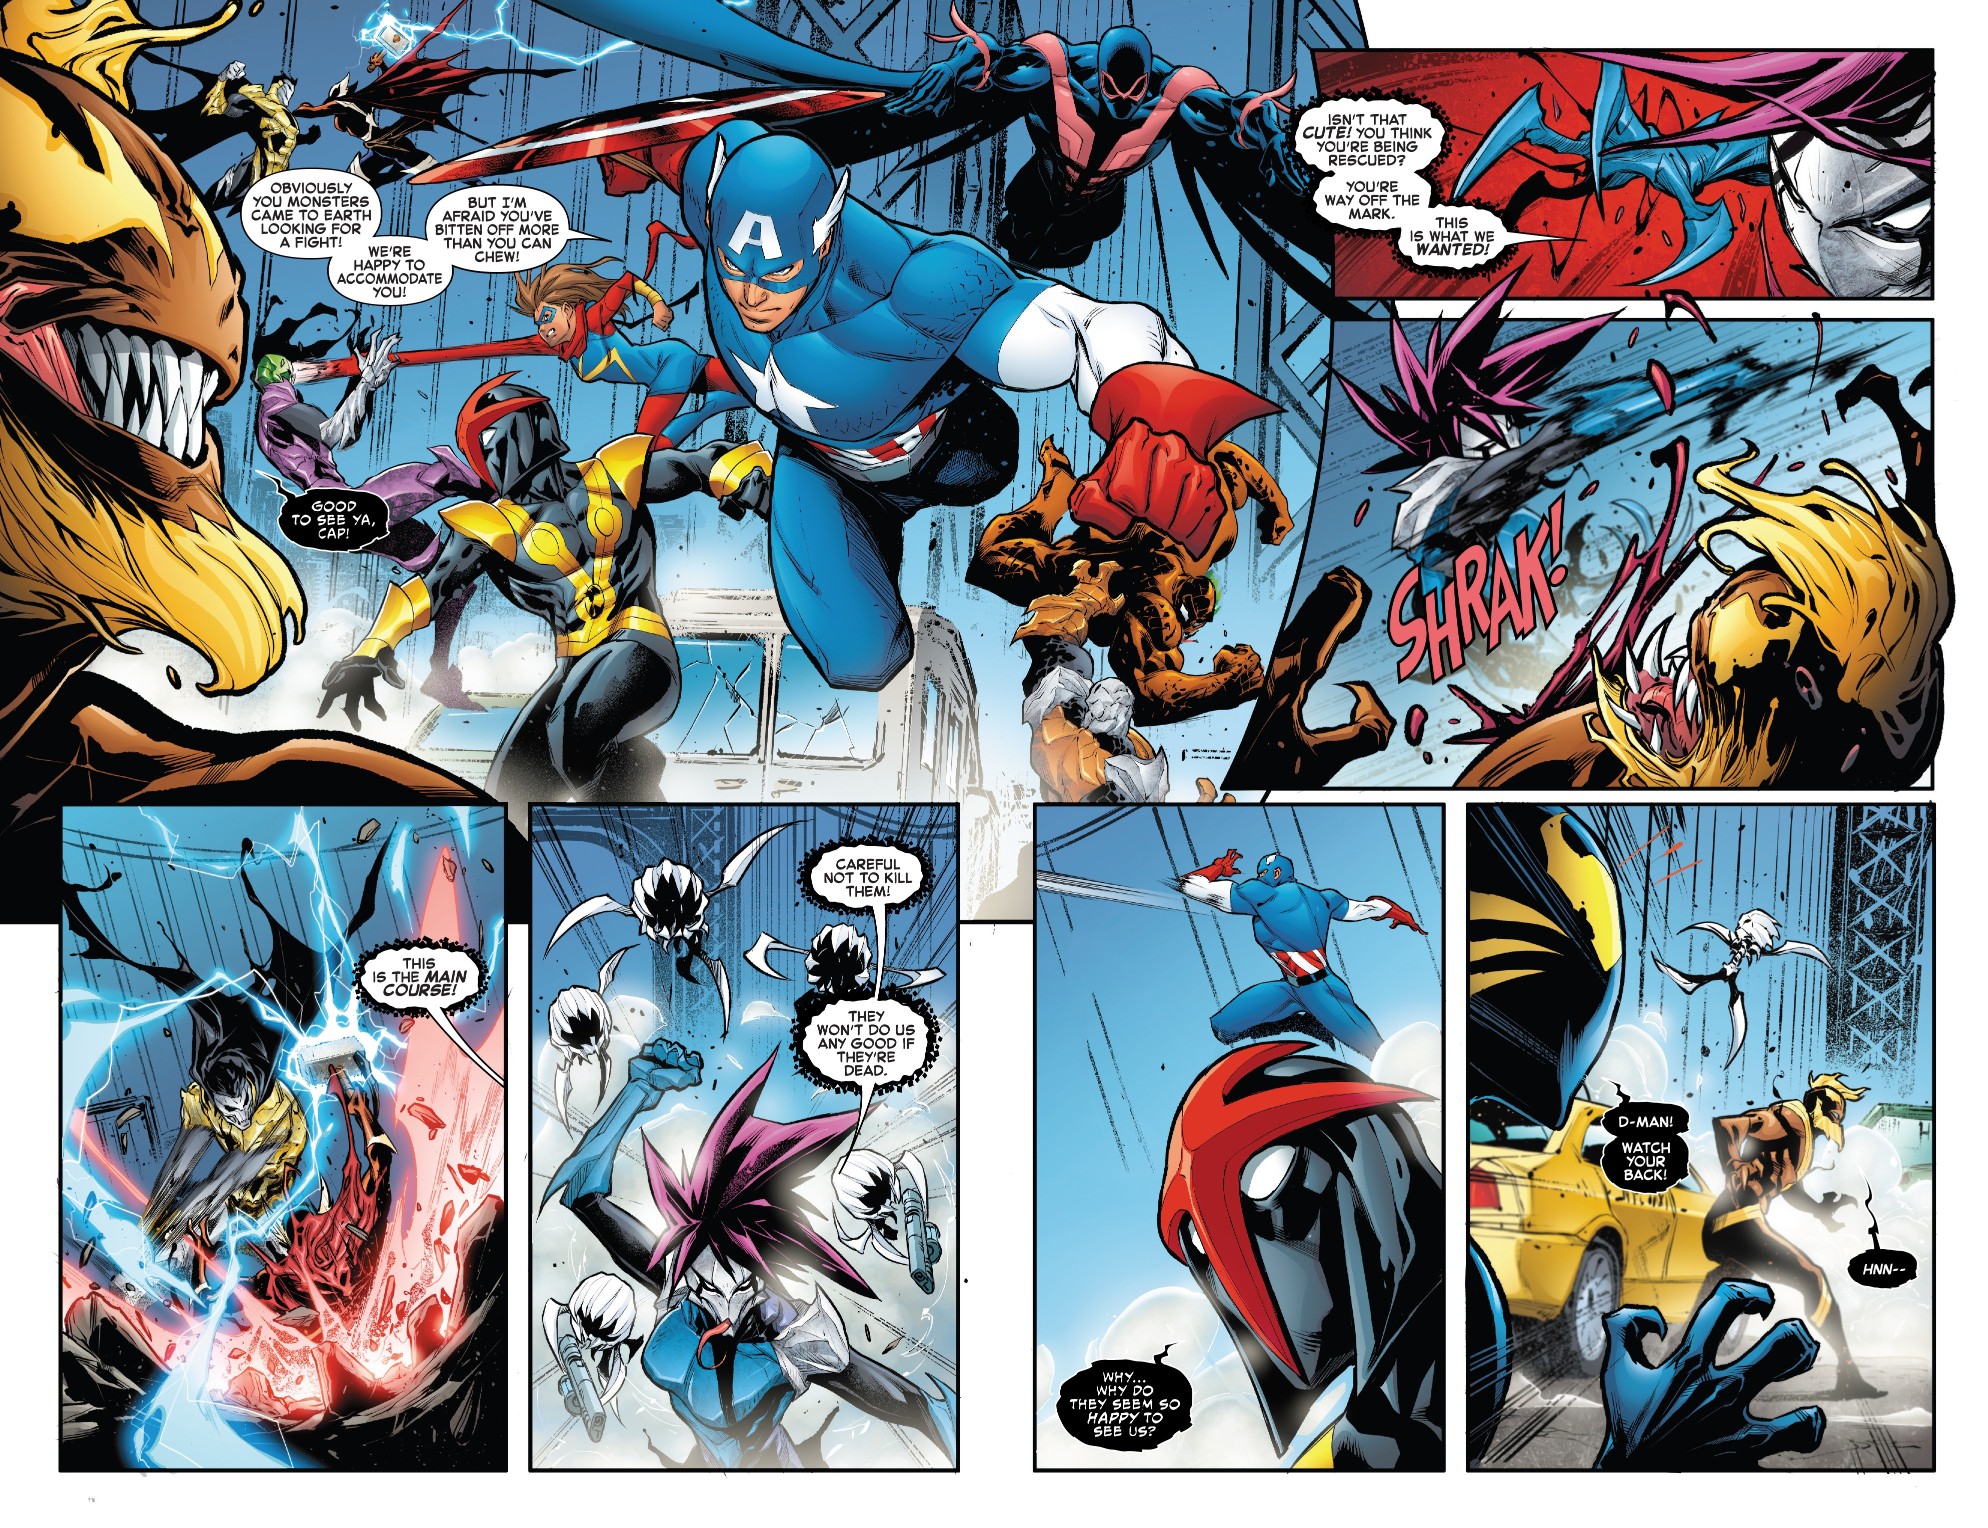 OBVIOUSLY
YOU MONSTERS
CAME TO EARTH
LOOKING FOR
A FIGHT!
WE'RE
HAPPY TO
ACCOMMODATE
YOU!
BUT I'M
AFRAID YOU'VE
BITTEN OFF MORE
THAN YOU CAN
CHEW!
A
GOOD
TO SEE YA,
CAP!
ISN'T THAT
CUTE! YOU THINK
YOU'RE BEING
RESCUED?
YOU'RE
WAY OFF THE
MARK.
THIS
IS WHAT WE
WANTED!
SHRAK!
THIS
IS THE MAIN
COURSE!
CAREFUL
NOT TO KILL
THEM!
THEY
WON'T DO US
ANY GOOD IF
THEY'RE
DEAD.
WHY...
WHY DO
THEY SEEM SO
HAPPY TO
SEE US?
D-MAN!
WATCH
YOUR
BACK!
HNN--